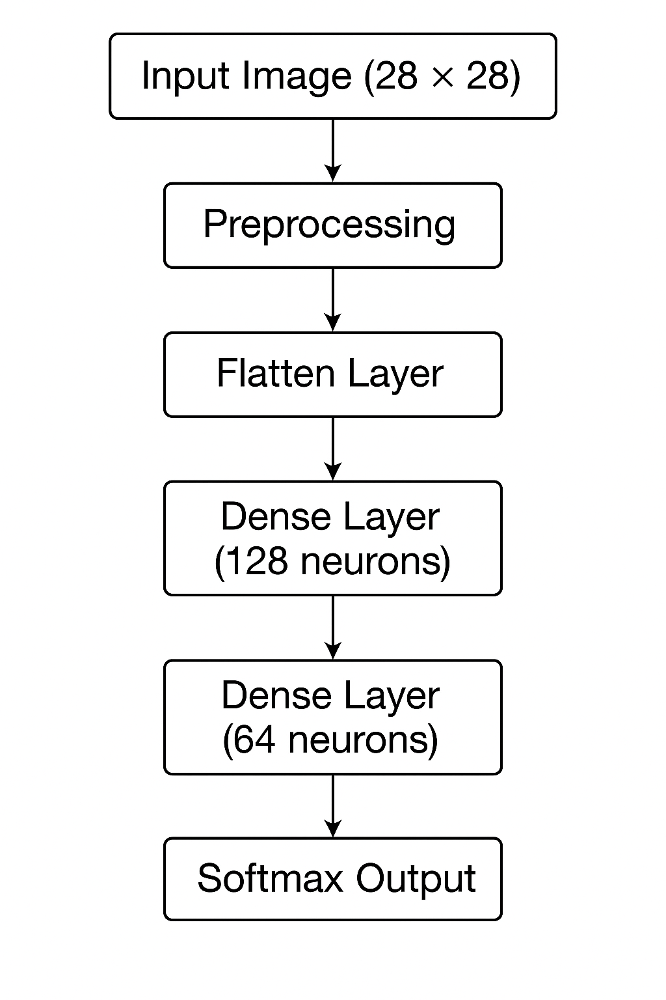 Input Image (28 × 28)
Preprocessing
Flatten Layer
Dense Layer
(128 neurons)
Dense Layer
(64 neurons)
Softmax Output